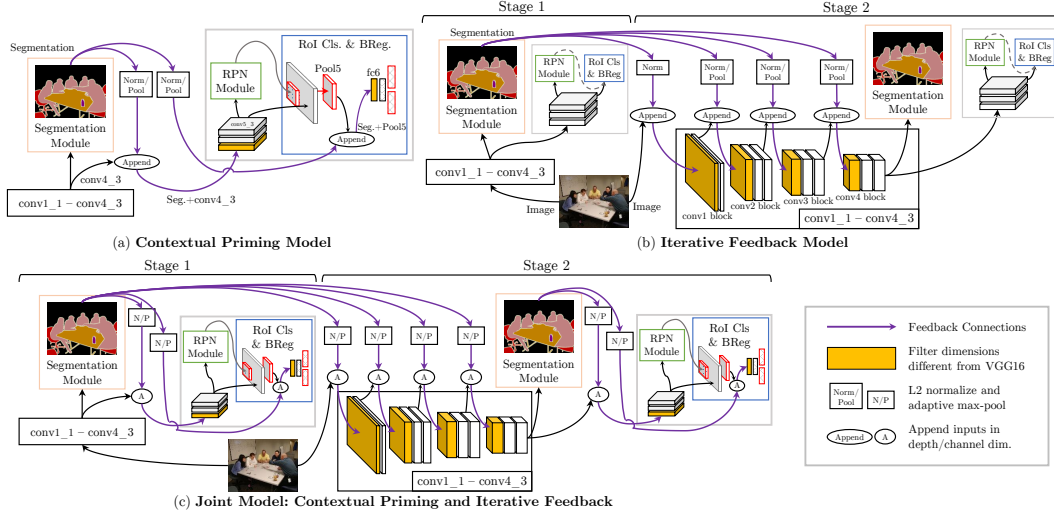 Segmentation
Segmentation
Module
Norm/
Pool
Norm/
Pool
Append
conv4_3
conv1_1 – conv4_3
Seg.+conv4_3
RPN
Module
conv5_3
RoI Cls. & BReg.
Pool5
fc6
Append
Seg.+Pool5
(a) Contextual Priming Model
Stage 1
Stage 2
Segmentation
Segmentation
Module
RPN
Module
RoI Cls
& BReg
conv1_1 – conv4_3
Image
Image
Norm
Norm/
Pool
Norm/
Pool
Norm/
Pool
Append
Append
Append
Append
conv1 block
conv2 block
conv3 block
conv4 block
conv1_1 – conv4_3
Segmentation
Module
RPN
Module
RoI Cls
& BReg
(b) Iterative Feedback Model
Stage 1
Stage 2
Segmentation
Module
N/P
N/P
A
conv1_1 – conv4_3
RPN
Module
RoI Cls
& BReg
A
N/P
N/P
N/P
N/P
A
A
A
A
conv1_1 – conv4_3
Segmentation
Module
N/P
N/P
A
RPN
Module
RoI Cls
& BReg
A
(c) Joint Model: Contextual Priming and Iterative Feedback
Feedback Connections
Filter dimensions
different from VGG16
Norm/
Pool
N/P
L2 normalize and
adaptive max-pool
Append
A
Append inputs in
depth/channel dim.